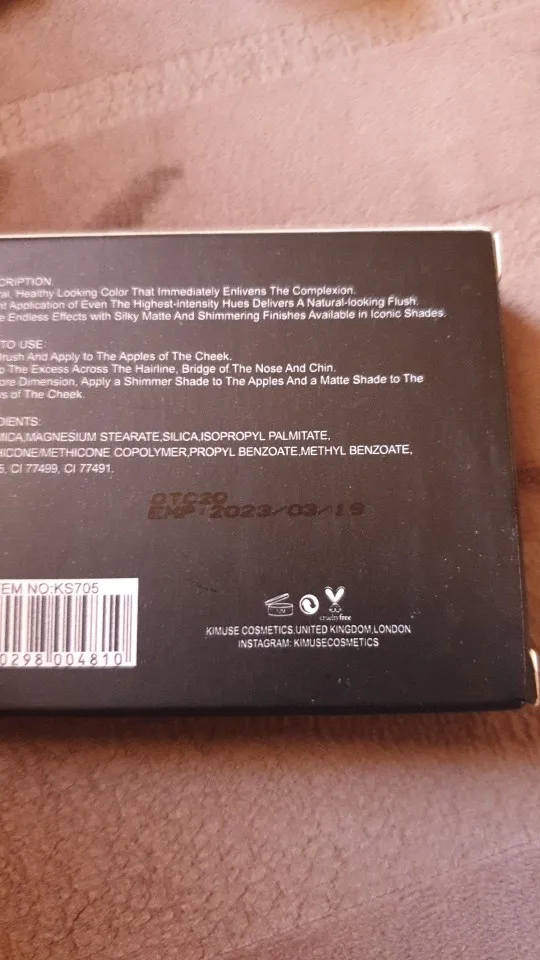 CRIPTION:
al, Healthy Looking Color That Immediately Enlivens The Complexion.
nt Application of Even The Highest-intensity Hues Delivers A Natural-looking Flush.
e Endless Effects with Silky Matte And Shimmering Finishes Available in Iconic Shades.
TO USE:
Brush And Apply to The Apples of The Cheek.
p The Excess Across The Hairline, Bridge of The Nose And Chin.
ore Dimension, Apply a Shimmer Shade to The Apples And a Matte Shade to The
ws of The Cheek.
DIENTS:
MICA,MAGNESIUM STEARATE,SILICA,ISOPROPYL PALMITATE,
HICONE/METHICONE COPOLYMER,PROPYL BENZOATE,METHYL BENZOATE,
5, CI 77499, CI 77491.
OTC20
EXP:2023/03/19
EM NO:KS705
0298 004810
cruelty free
KIMUSE COSMETICS,UNITED KINGDOM,LONDON
INSTAGRAM: KIMUSECOSMETICS